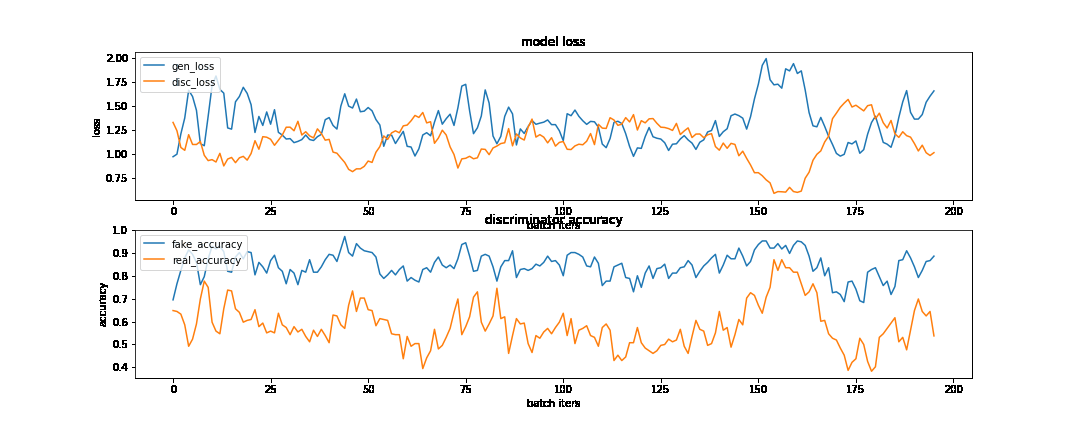 model loss
2.00
1.75
1.50
1.25
1.00
0.75
loss
gen_loss
disc_loss
0 25 50 75 100 125 150 175 200
batch iters
discriminator accuracy
1.0
0.9
0.8
0.7
0.6
0.5
0.4
accuracy
fake_accuracy
real_accuracy
0 25 50 75 100 125 150 175 200
batch iters